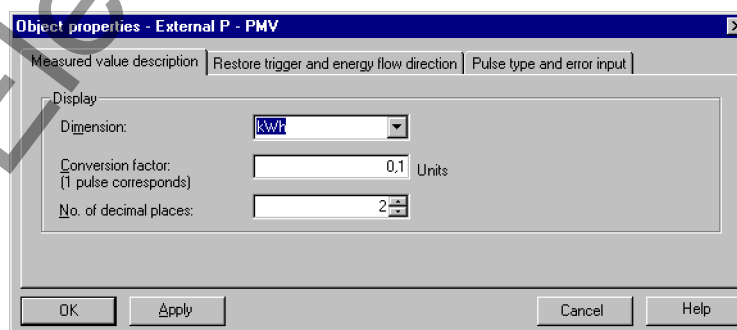 Object properties - External P - PMV
Measured value description Restore trigger and energy flow direction Pulse type and error input
Display
Dimension: kWh
Conversion factor: 0,1 Units
(1 pulse corresponds)
No. of decimal places: 2
OK Apply Cancel Help